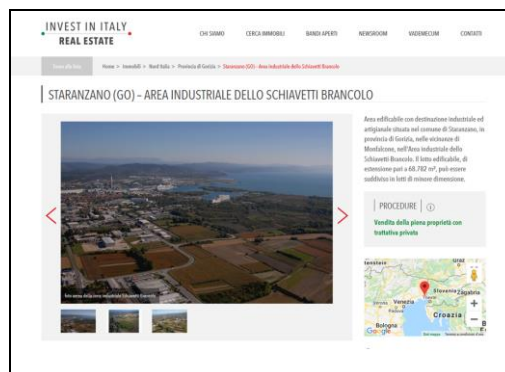 INVEST IN ITALY
REAL ESTATE
CHI SIAMO
CERCA IMMOBILI
BANDI APERTI
NEWSROOM
VADEMECUM
CONTATTI
Home > Immobili > Nord Italia > Provincia di Gorizia > Staranzano (GO) - Area industriale dello Schiavetti Brancolo
STARANZANO (GO) - AREA INDUSTRIALE DELLO SCHIAVETTI BRANCOLO
Area edificabile con destinazione industriale ed
artigianale situata nel comune di Staranzano, in
provincia di Gorizia, nelle vicinanze di
Monfalcone, nell'Area industriale dello
Schiavetti Brancolo. Il lotto edificabile, di
estensione pari a 68.782 m², può essere
suddiviso in lotti di minore dimensione.
PROCEDURE
Vendita della piena proprietà con
trattativa privata
Graz
Slovenia
Zagabria
Verona
Venezia
Padova
Croazia
Bologna
Google